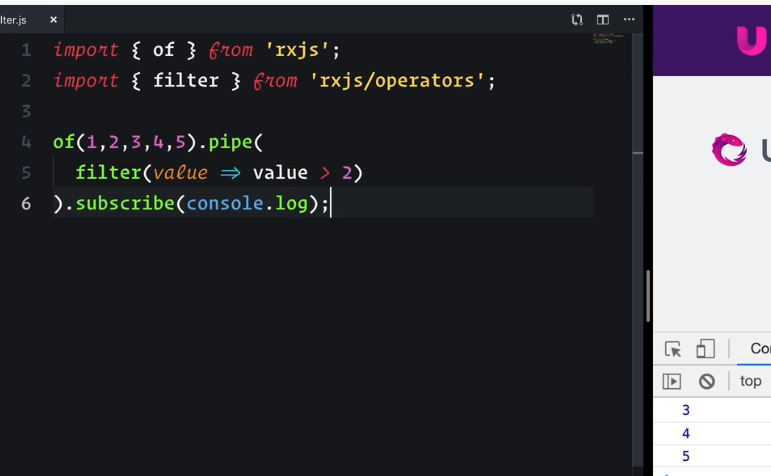 lter.js ×
1 import { of } from 'rxjs';
2 import { filter } from 'rxjs/operators';
3
4 of(1,2,3,4,5).pipe(
5 filter(value => value > 2)
6 ).subscribe(console.log);
U
U
Con
top
3
4
5